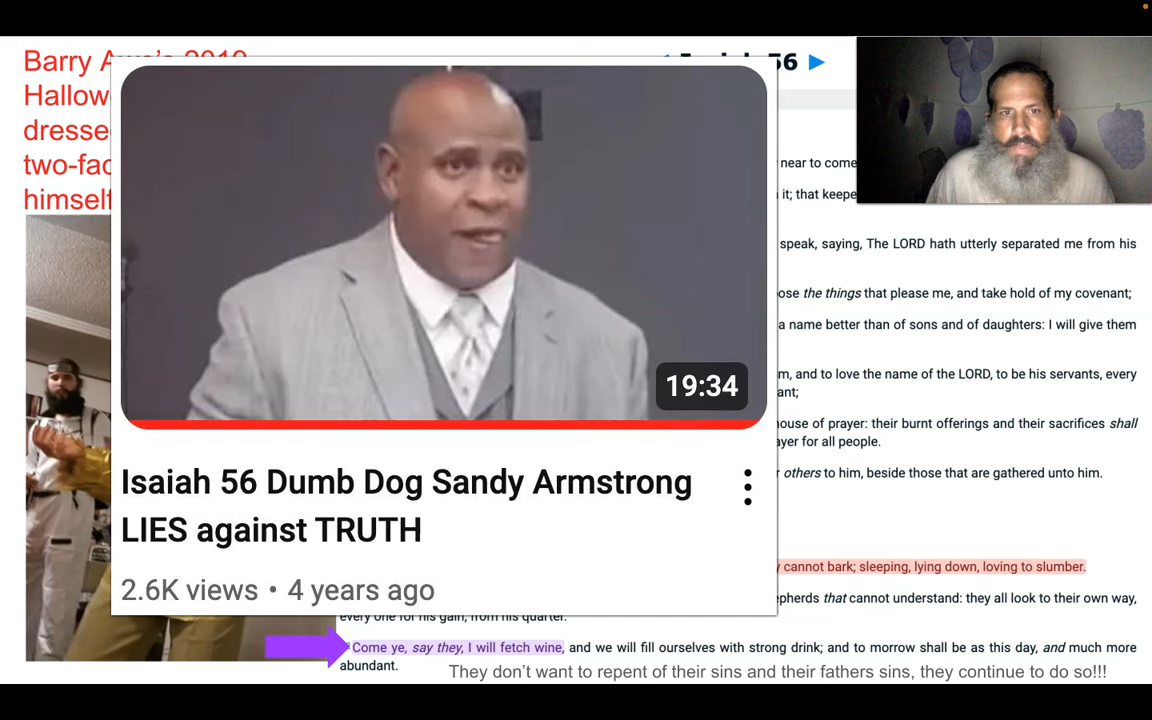 Barry
Hallow
dresse
two-fac
himself
56
near to come
it; that keepe
speak, saying, The LORD hath utterly separated me from his
ose the things that please me, and take hold of my covenant;
a name better than of sons and of daughters: I will give them
m, and to love the name of the LORD, to be his servants, every
ant;
ouse of prayer: their burnt offerings and their sacrifices shall
ayer for all people.
others to him, beside those that are gathered unto him.
19:34
Isaiah 56 Dumb Dog Sandy Armstrong
LIES against TRUTH
2.6K views • 4 years ago
cannot bark; sleeping, lying down, loving to slumber.
epherds that cannot understand: they all look to their own way,
every one for his gain, from his quarter.
Come ye, say they, I will fetch wine, and we will fill ourselves with strong drink; and to morrow shall be as this day, and much more
abundant.
They don't want to repent of their sins and their fathers sins, they continue to do so!!!